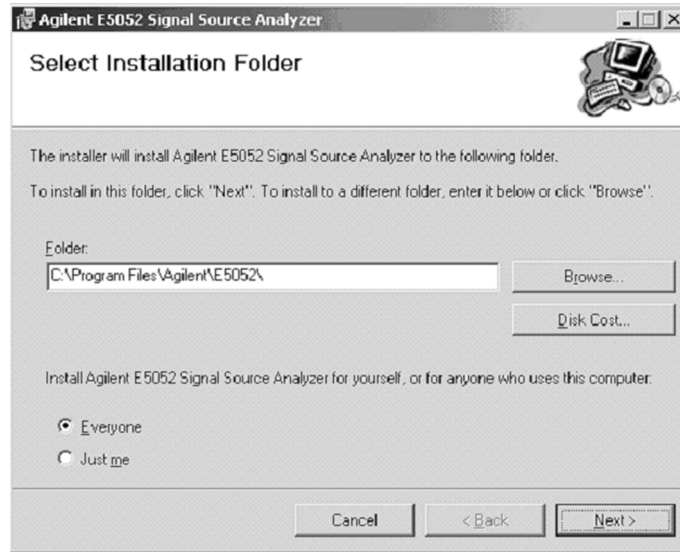 Agilent E5052 Signal Source Analyzer
Select Installation Folder
The installer will install Agilent E5052 Signal Source Analyzer to the following folder.
To install in this folder, click "Next". To install to a different folder, enter it below or click "Browse".
Folder:
C:\Program Files\Agilent\E5052\
Browse...
Disk Cost...
Install Agilent E5052 Signal Source Analyzer for yourself, or for anyone who uses this computer:
Everyone
Just me
Cancel
< Back
Next >